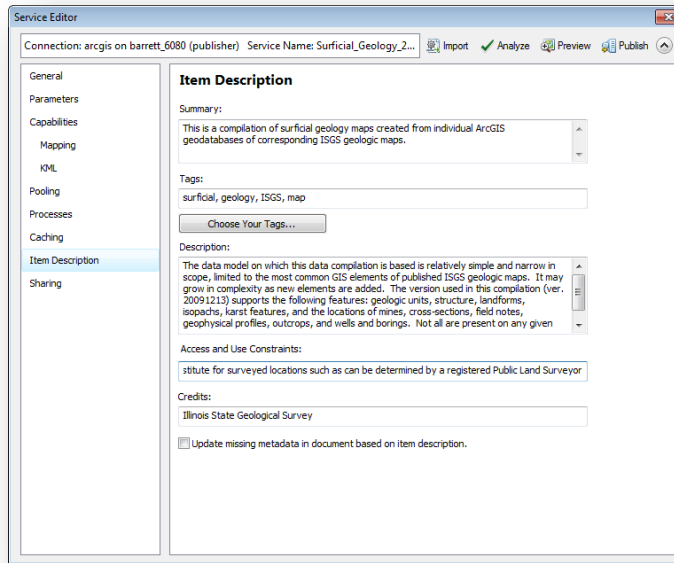 Service Editor
Connection: arcgis on barrett_6080 (publisher) Service Name: Surficial_Geology_2... Import Analyze Preview Publish
General
Parameters
Capabilities
Mapping
KML
Pooling
Processes
Caching
Item Description
Sharing
Item Description
Summary:
This is a compilation of surficial geology maps created from individual ArcGIS
geodatabases of corresponding ISGS geologic maps.
Tags:
surficial, geology, ISGS, map
Choose Your Tags...
Description:
The data model on which this data compilation is based is relatively simple and narrow in
scope, limited to the most common GIS elements of published ISGS geologic maps. It may
grow in complexity as new elements are added. The version used in this compilation (ver.
20091213) supports the following features: geologic units, structure, landforms,
isopachs, karst features, and the locations of mines, cross-sections, field notes,
geophysical profiles, outcrops, and wells and borings. Not all are present on any given
Access and Use Constraints:
stitute for surveyed locations such as can be determined by a registered Public Land Surveyor
Credits:
Illinois State Geological Survey
Update missing metadata in document based on item description.